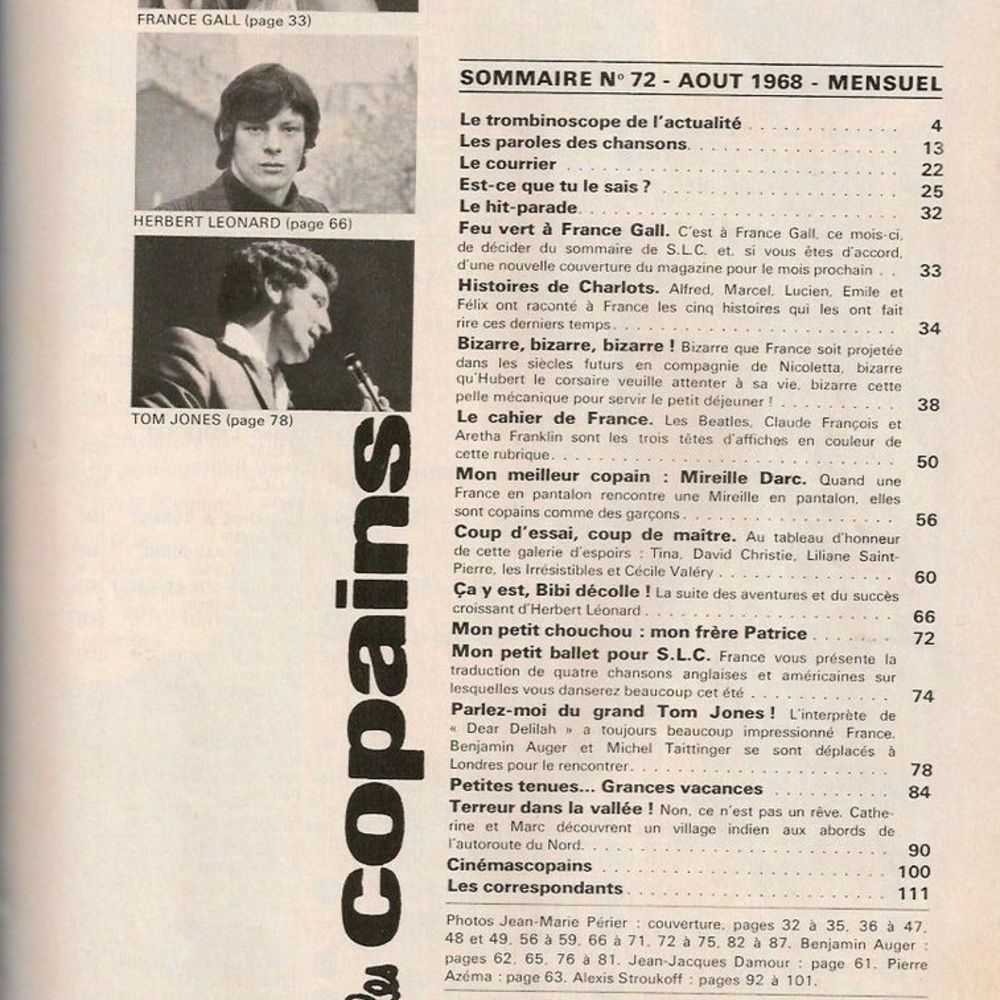 FRANCE GALL (page 33)
HERBERT LEONARD (page 66)
TOM JONES (page 78)
les copains
SOMMAIRE N° 72 - AOUT 1968 - MENSUEL
Le trombinoscope de l'actualité . . . . . . . . . . . . 4
Les paroles des chansons. . . . . . . . . . . . . . . 13
Le courrier . . . . . . . . . . . . . . . . . . . . . . . 22
Est-ce que tu le sais ? . . . . . . . . . . . . . . . . 25
Le hit-parade. . . . . . . . . . . . . . . . . . . . . . 32
Feu vert à France Gall. C'est à France Gall, ce mois-ci,
de décider du sommaire de S.L.C. et, si vous êtes d'accord,
d'une nouvelle couverture du magazine pour le mois prochain . . 33
Histoires de Charlots. Alfred, Marcel, Lucien, Emile et
Félix ont raconté à France les cinq histoires qui les ont fait
rire ces derniers temps. . . . . . . . . . . . . . . . . 34
Bizarre, bizarre, bizarre ! Bizarre que France soit projetée
dans les siècles futurs en compagnie de Nicoletta, bizarre
qu'Hubert le corsaire veuille attenter à sa vie, bizarre cette
pelle mécanique pour servir le petit déjeuner ! . . . . . . . . . 38
Le cahier de France. Les Beatles, Claude François et
Aretha Franklin sont les trois têtes d'affiches en couleur de
cette rubrique. . . . . . . . . . . . . . . . . . . . . . 50
Mon meilleur copain : Mireille Darc. Quand une
France en pantalon rencontre une Mireille en pantalon, elles
sont copains comme des garçons . . . . . . . . . . . . . . 56
Coup d'essai, coup de maître. Au tableau d'honneur
de cette galerie d'espoirs : Tina, David Christie, Liliane Saint-
Pierre, les Irrésistibles et Cécile Valéry . . . . . . . . . . . . 60
Ça y est, Bibi décolle ! La suite des aventures et du succès
croissant d'Herbert Léonard . . . . . . . . . . . . . . . . 66
Mon petit chouchou : mon frère Patrice . . . . . . 72
Mon petit ballet pour S.L.C. France vous présente la
traduction de quatre chansons anglaises et américaines sur
lesquelles vous danserez beaucoup cet été . . . . . . . . . . 74
Parlez-moi du grand Tom Jones ! L'interprète de
« Dear Delilah » a toujours beaucoup impressionné France.
Benjamin Auger et Michel Taittinger se sont déplacés à
Londres pour le rencontrer. . . . . . . . . . . . . . . . . 78
Petites tenues... Grances vacances . . . . . . . . . 84
Terreur dans la vallée ! Non, ce n'est pas un rêve. Cathe-
rine et Marc découvrent un village indien aux abords de
l'autoroute du Nord. . . . . . . . . . . . . . . . . . . . 90
Cinémascopains . . . . . . . . . . . . . . . . . . . . 100
Les correspondants . . . . . . . . . . . . . . . . . . 111
Photos Jean-Marie Périer : couverture, pages 32 à 35, 36 à 47,
48 et 49, 56 à 59, 66 à 71, 72 à 75, 82 à 87. Benjamin Auger :
pages 62, 65, 76 à 81. Jean-Jacques Damour : page 61. Pierre
Azéma : page 63. Alexis Stroukoff : pages 92 à 101.